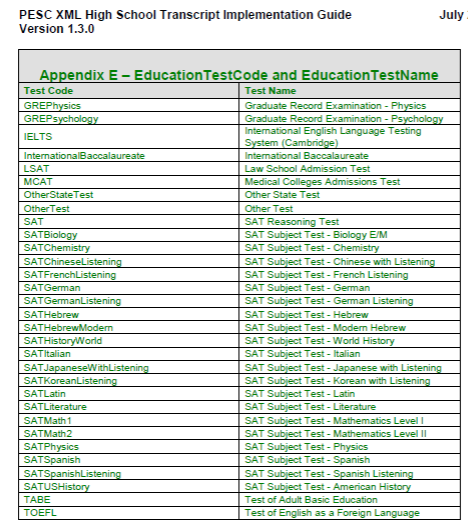 PESC XML High School Transcript Implementation Guide July
Version 1.3.0
Appendix E – EducationTestCode and EducationTestName
Test Code Test Name
GREPhysics Graduate Record Examination - Physics
GREPsychology Graduate Record Examination - Psychology
IELTS International English Language Testing
System (Cambridge)
InternationalBaccalaureate International Baccalaureate
LSAT Law School Admission Test
MCAT Medical Colleges Admissions Test
OtherStateTest Other State Test
OtherTest Other Test
SAT SAT Reasoning Test
SATBiology SAT Subject Test - Biology E/M
SATChemistry SAT Subject Test - Chemistry
SATChineseListening SAT Subject Test - Chinese with Listening
SATFrenchListening SAT Subject Test - French Listening
SATGerman SAT Subject Test - German
SATGermanListening SAT Subject Test - German Listening
SATHebrew SAT Subject Test - Hebrew
SATHebrewModern SAT Subject Test - Modern Hebrew
SATHistoryWorld SAT Subject Test - World History
SATItalian SAT Subject Test - Italian
SATJapaneseWithListening SAT Subject Test - Japanese with Listening
SATKoreanListening SAT Subject Test - Korean with Listening
SATLatin SAT Subject Test - Latin
SATLiterature SAT Subject Test - Literature
SATMath1 SAT Subject Test - Mathematics Level I
SATMath2 SAT Subject Test - Mathematics Level II
SATPhysics SAT Subject Test - Physics
SATSpanish SAT Subject Test - Spanish
SATSpanishListening SAT Subject Test - Spanish Listening
SATUSHistory SAT Subject Test - American History
TABE Test of Adult Basic Education
TOEFL Test of English as a Foreign Language